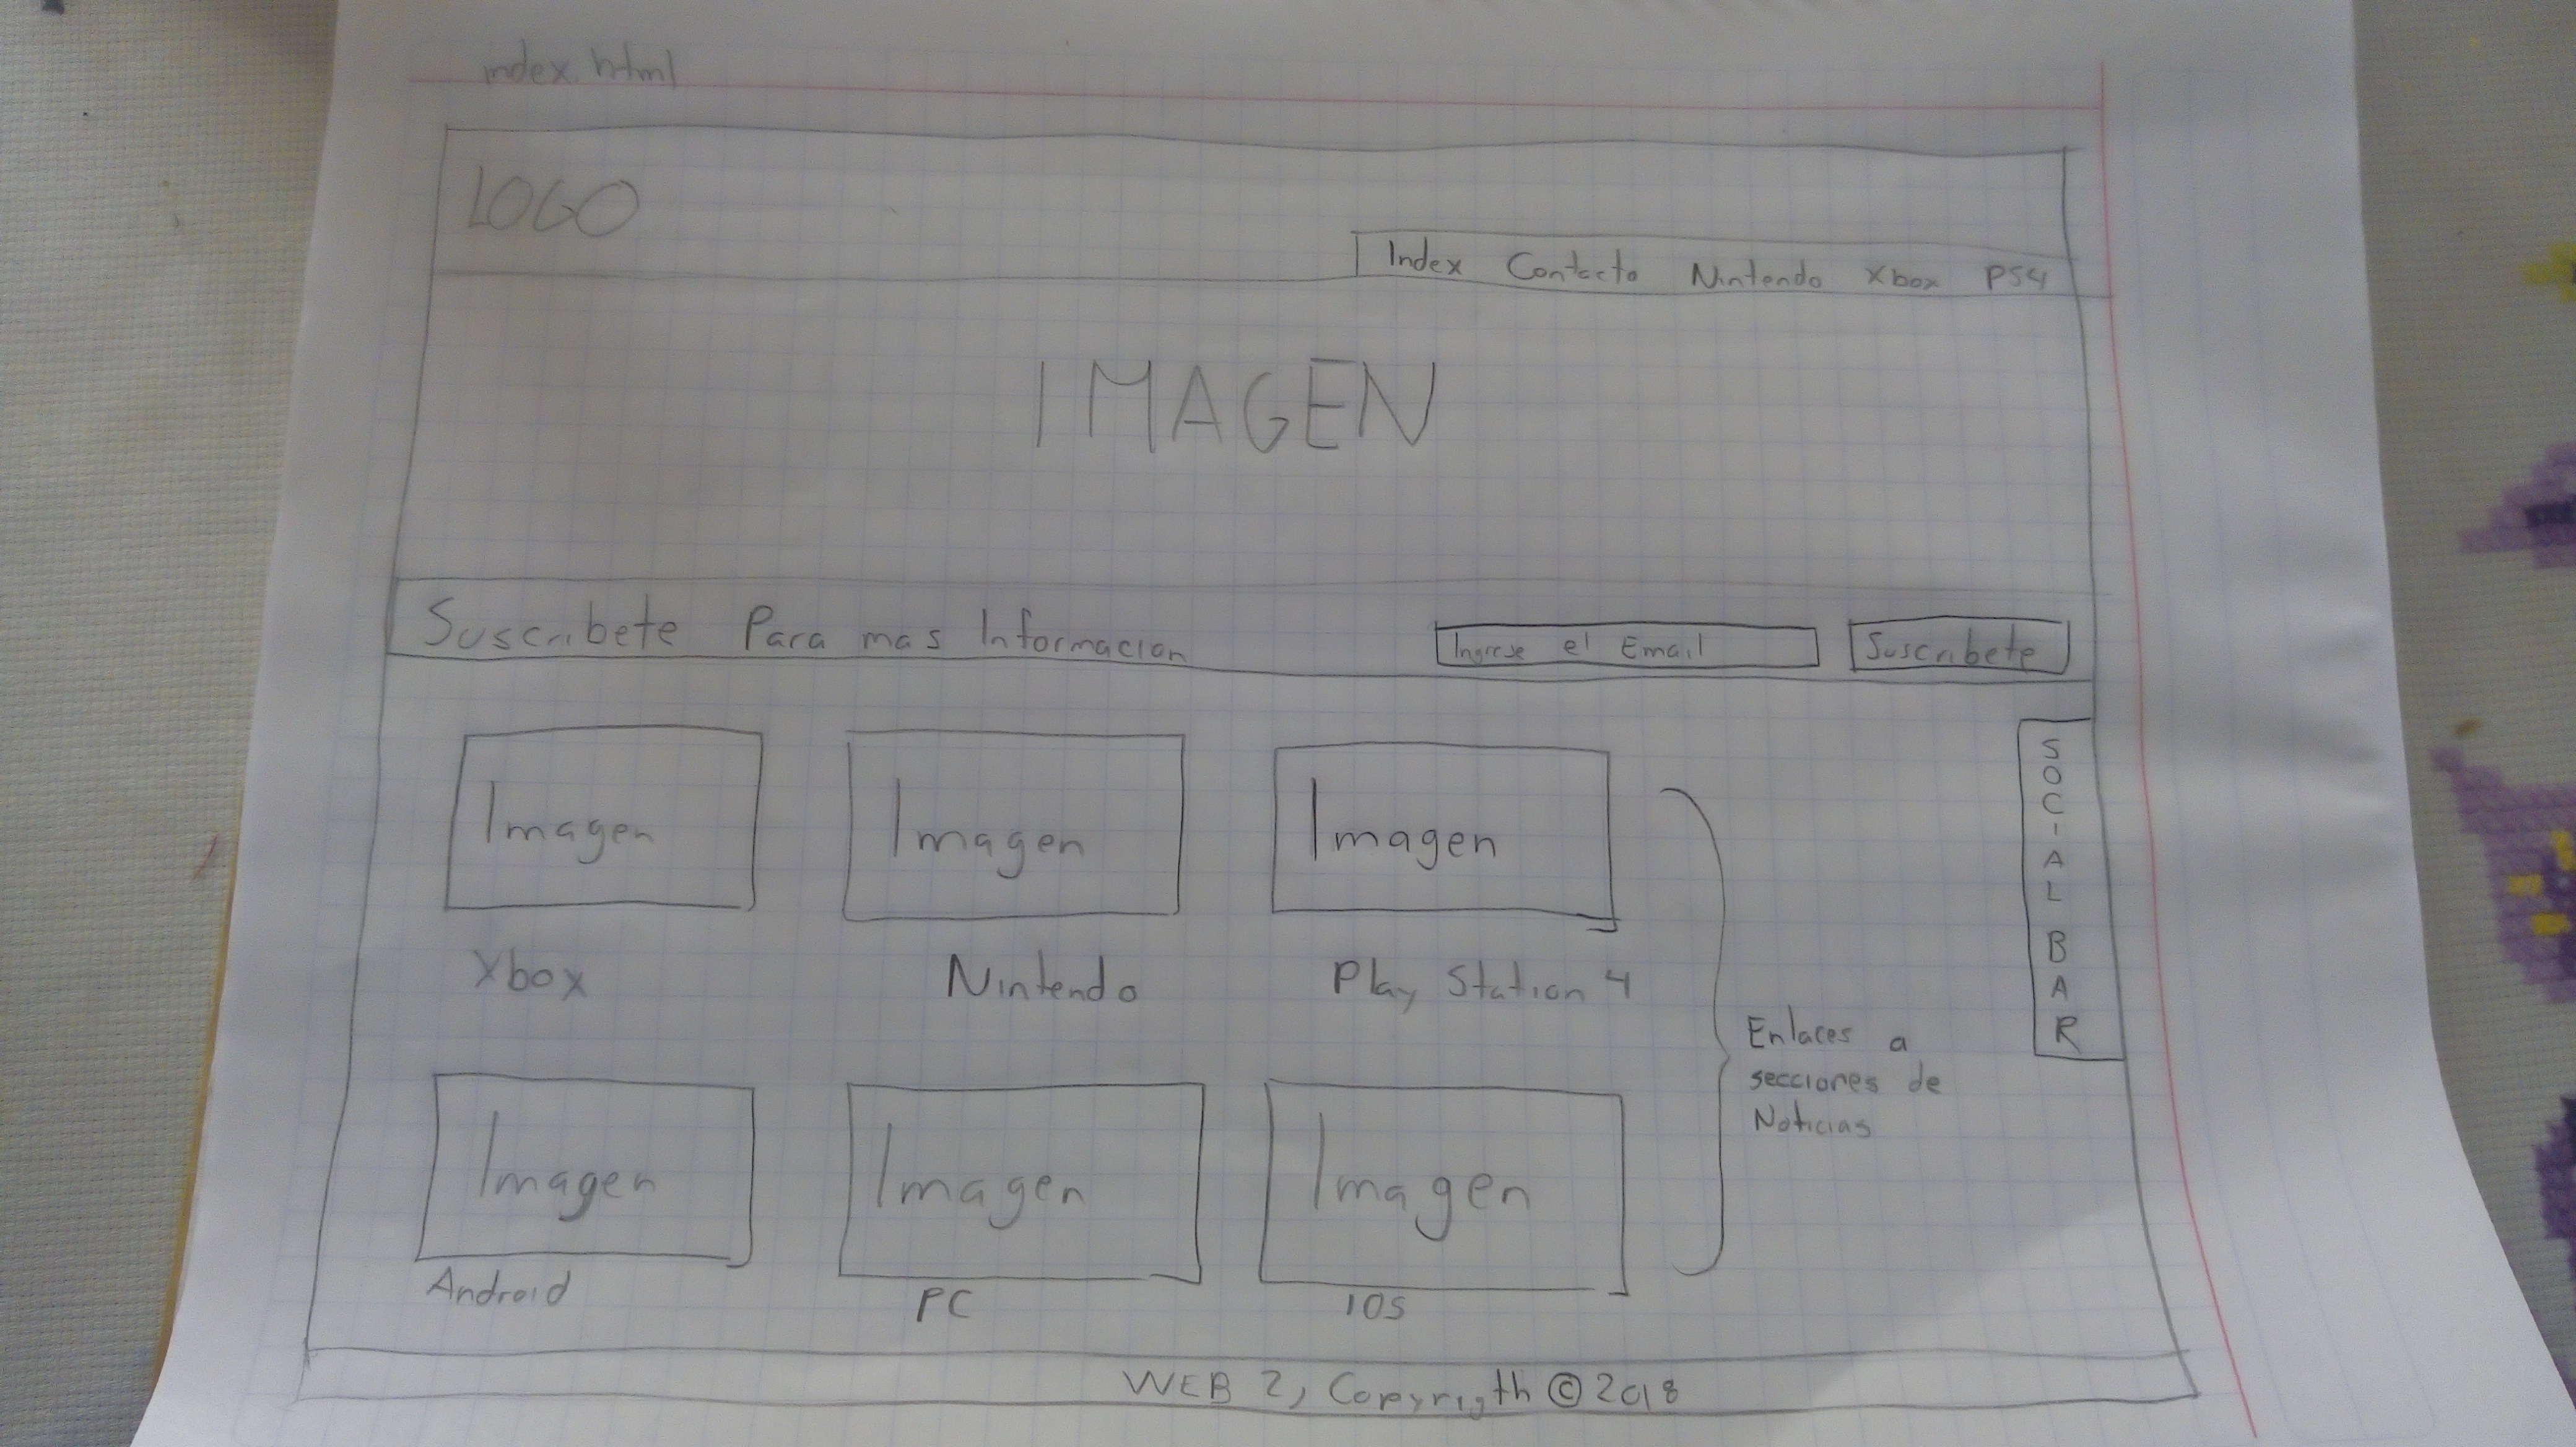 index.html
LOGO
Index Contacto Nintendo Xbox PS4
IMAGEN
Suscribete Para mas Informacion
Ingrese el Email
Suscribete
Imagen
Imagen
Imagen
Xbox
Nintendo
Play Station 4
SOCIAL BAR
Enlaces a
secciones de
Noticias
Imagen
Imagen
Imagen
Android
PC
IOS
WEB 2, Copyrigth © 2018